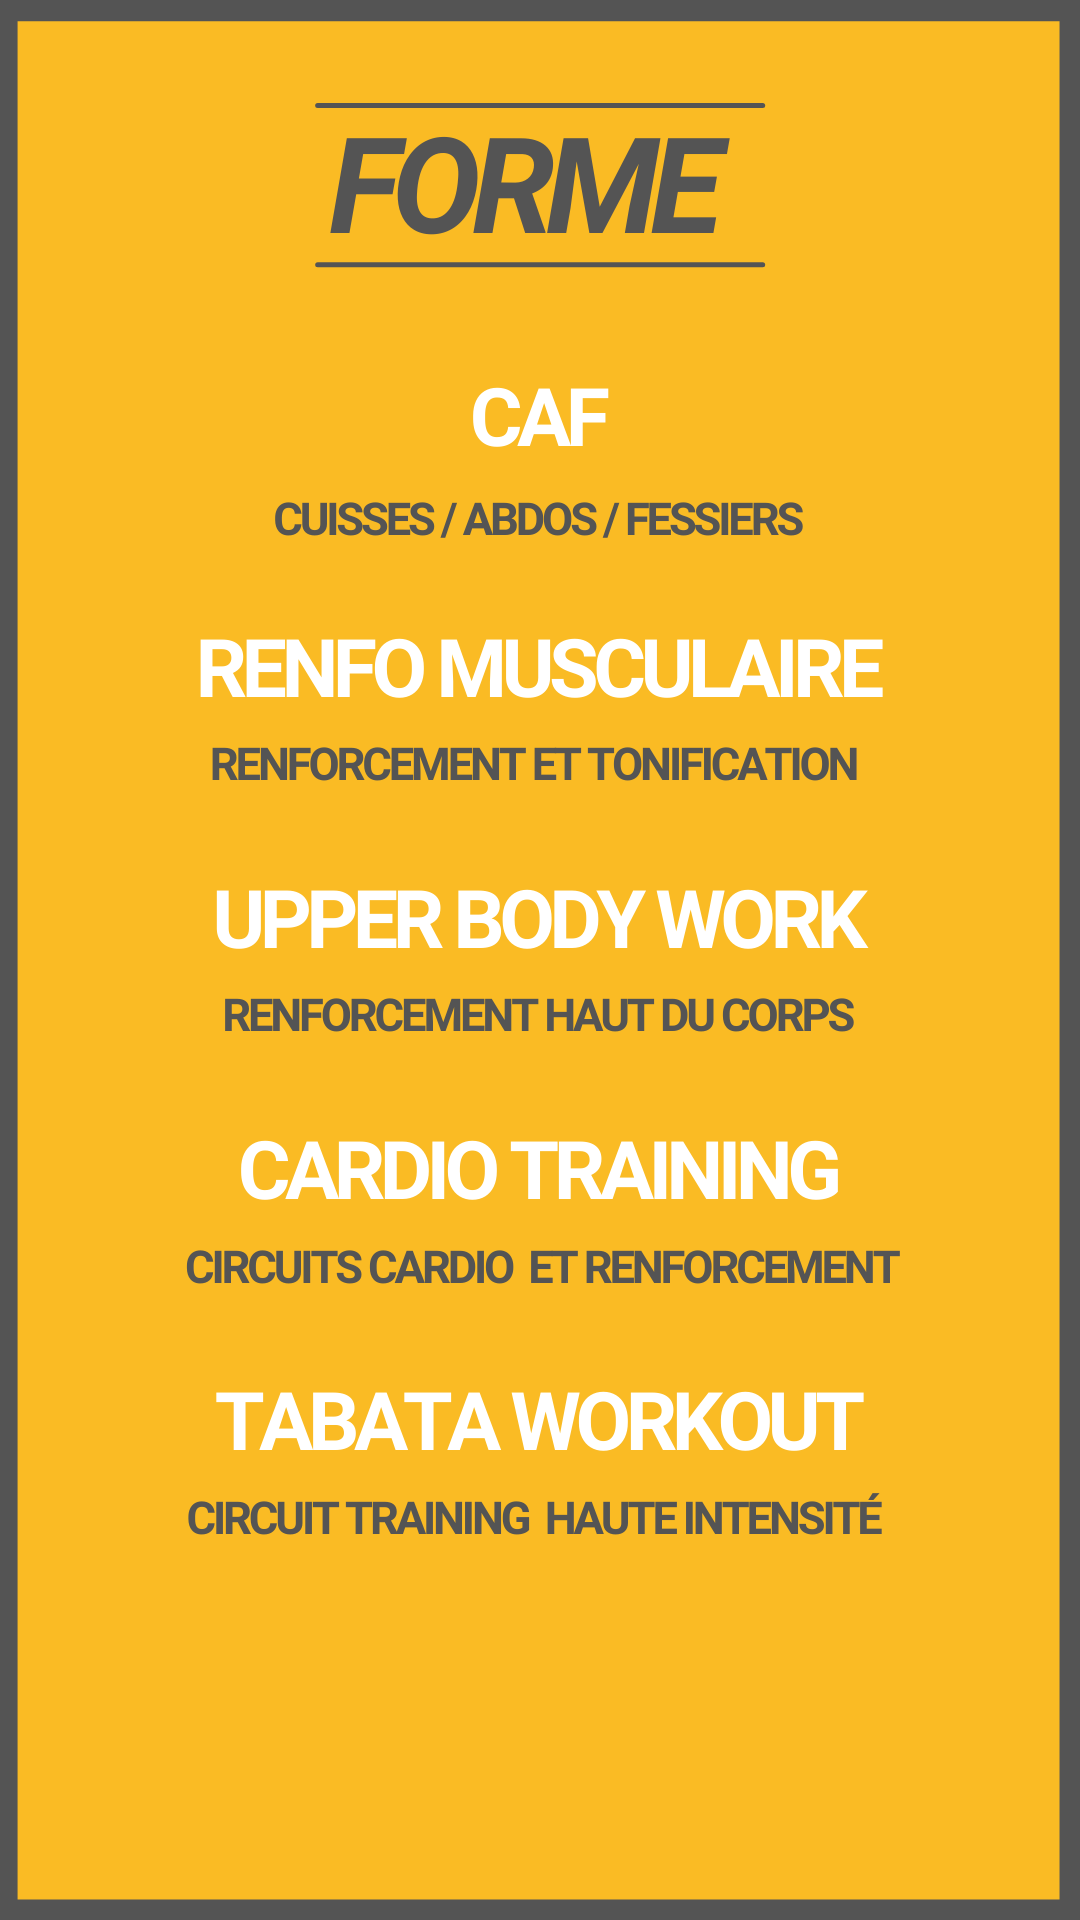 FORME
CAF
CUISSES / ABDOS / FESSIERS
RENFO MUSCULAIRE
RENFORCEMENT ET TONIFICATION
UPPER BODY WORK
RENFORCEMENT HAUT DU CORPS
CARDIO TRAINING
CIRCUITS CARDIO ET RENFORCEMENT
TABATA WORKOUT
CIRCUIT TRAINING HAUTE INTENSITÉ